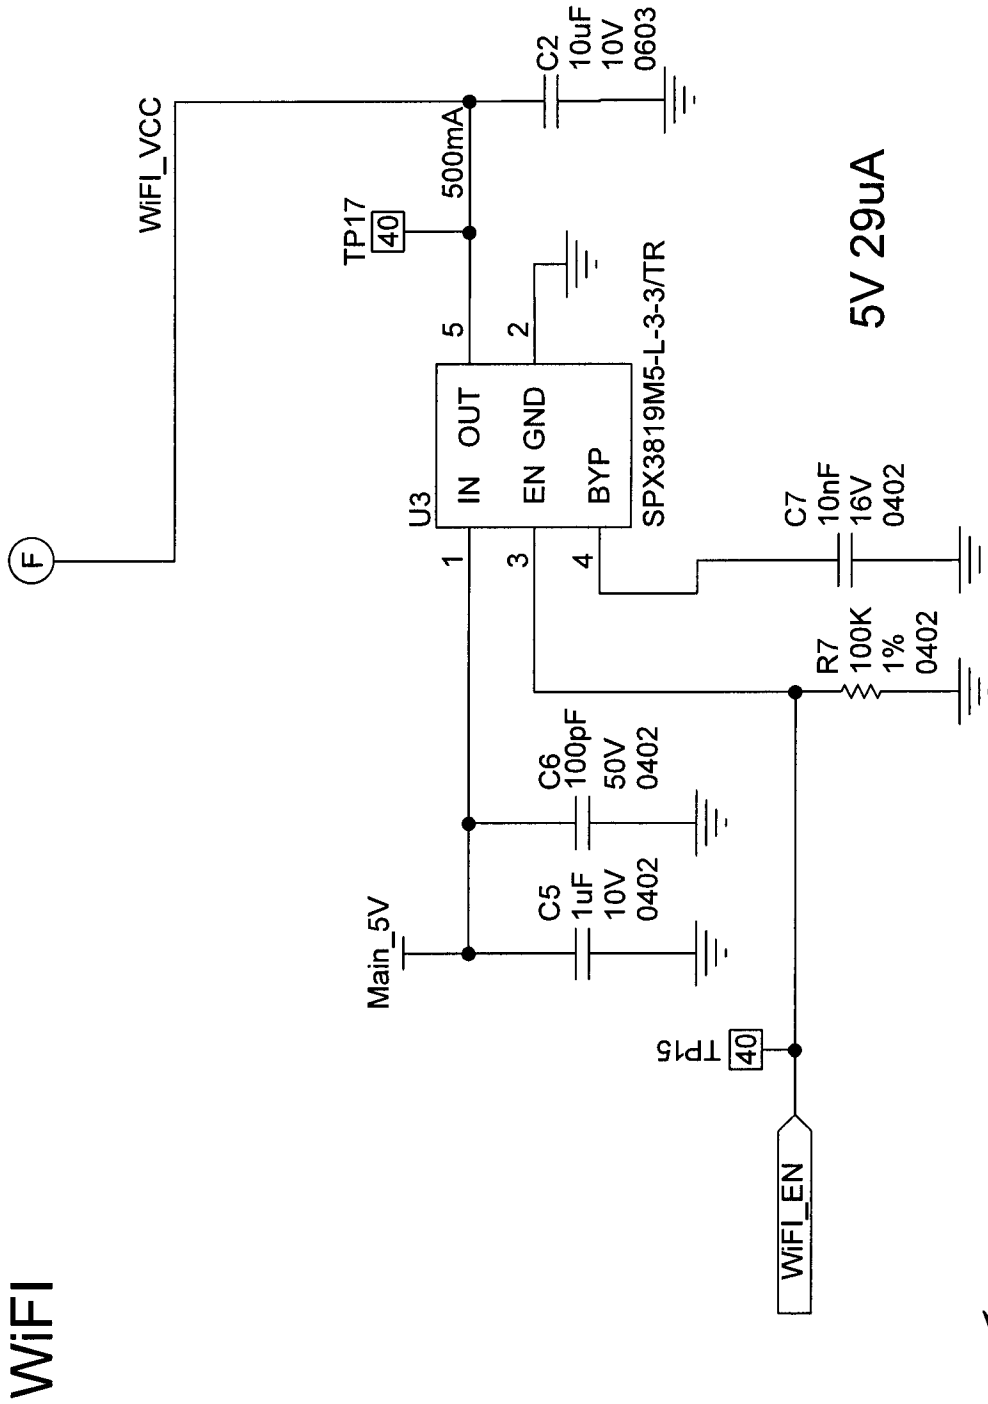 WiFI
F
WiFI_VCC
TP17
40
500mA
C2
10uF
10V
0603
Main_5V
U3
1
IN OUT
5
3
EN GND
2
4
BYP
SPX3819M5-L-3-3/TR
C5
1uF
10V
0402
C6
100pF
50V
0402
TP15
40
WiFI_EN
R7
100K
1%
0402
C7
10nF
16V
0402
5V 29uA